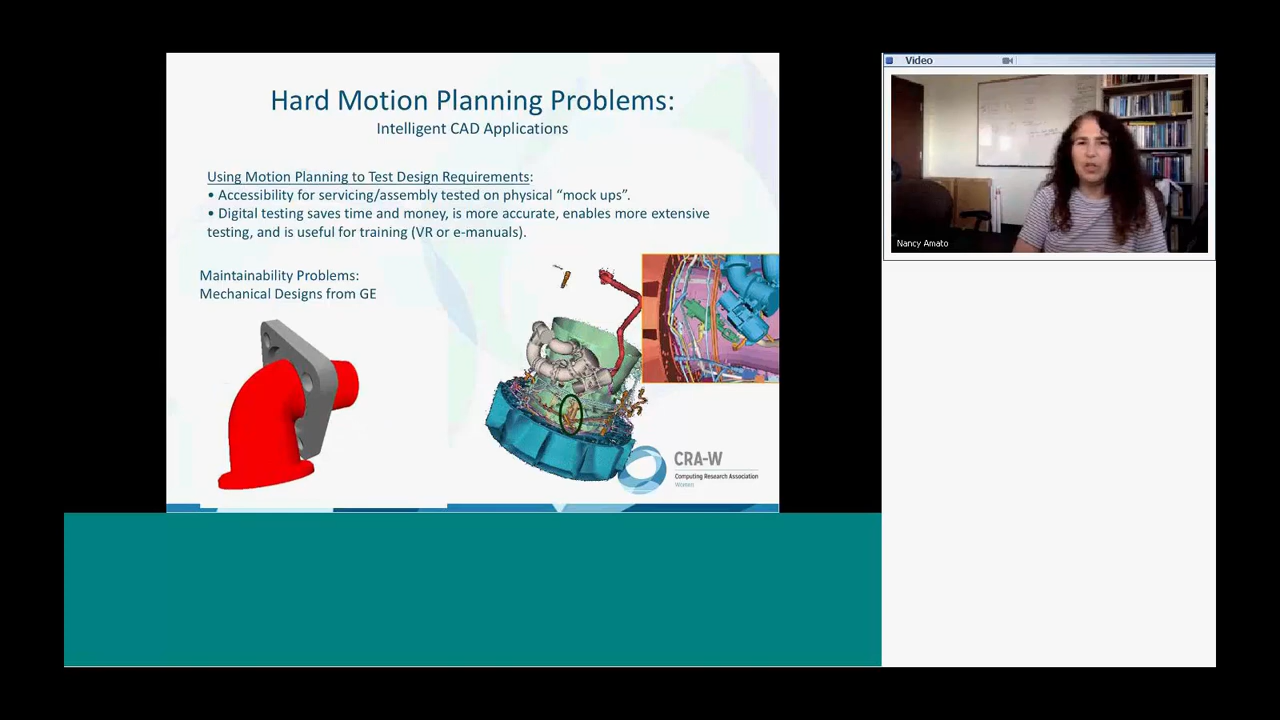 Hard Motion Planning Problems:
Intelligent CAD Applications
Using Motion Planning to Test Design Requirements:
• Accessibility for servicing/assembly tested on physical “mock ups”.
• Digital testing saves time and money, is more accurate, enables more extensive
testing, and is useful for training (VR or e-manuals).
Maintainability Problems:
Mechanical Designs from GE
CRA-W
Computing Research Association
Women
Video
Nancy Amato